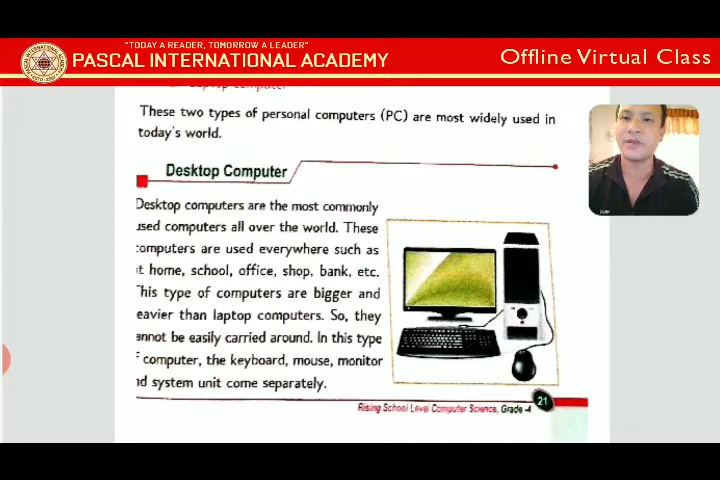 "TODAY A READER, TOMORROW A LEADER"
PASCAL INTERNATIONAL ACADEMY
Offline Virtual Class
Laptop Computer
These two types of personal computers (PC) are most widely used in
today's world.
Desktop Computer
Desktop computers are the most commonly
used computers all over the world. These
omputers are used everywhere such as
t home, school, office, shop, bank, etc.
This type of computers are bigger and
eavier than laptop computers. So, they
annot be easily carried around. In this type
f computer, the keyboard, mouse, monitor
nd system unit come separately.
Rising School Level Computer Science, Grade -4
21